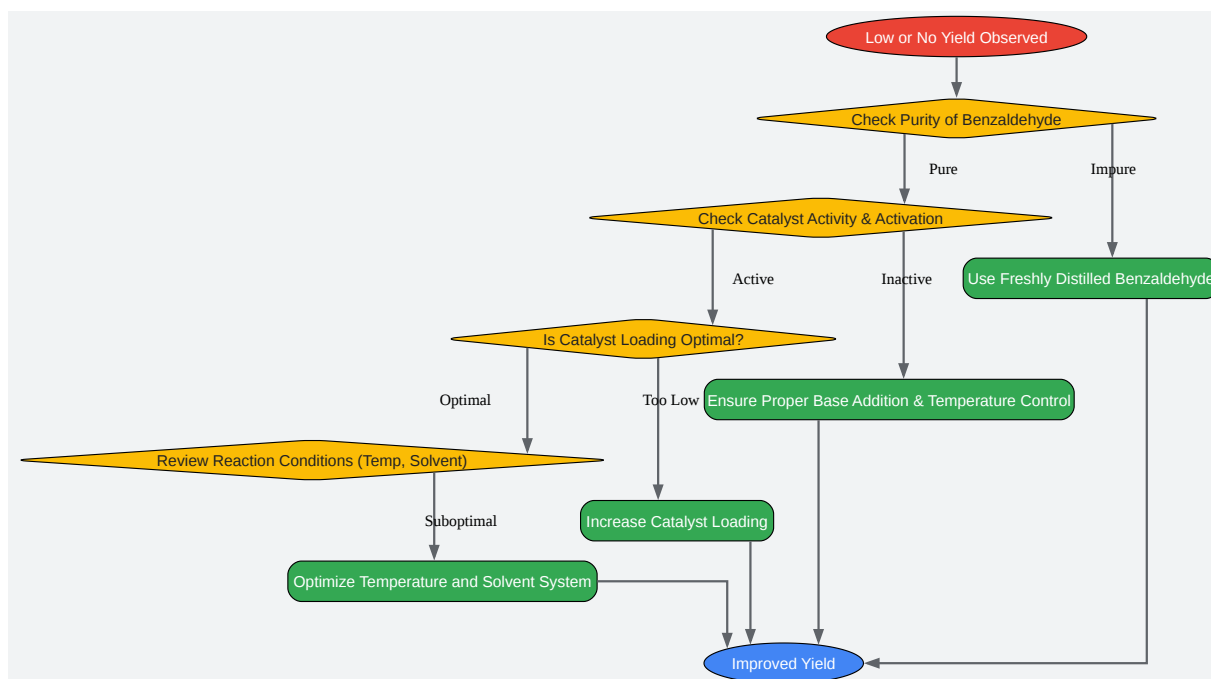 Low or No Yield Observed
Check Purity of Benzaldehyde
Pure
Impure
Check Catalyst Activity & Activation
Active
Inactive
Use Freshly Distilled Benzaldehyde
Is Catalyst Loading Optimal?
Optimal
Too Low
Ensure Proper Base Addition & Temperature Control
Review Reaction Conditions (Temp, Solvent)
Suboptimal
Increase Catalyst Loading
Optimize Temperature and Solvent System
Improved Yield